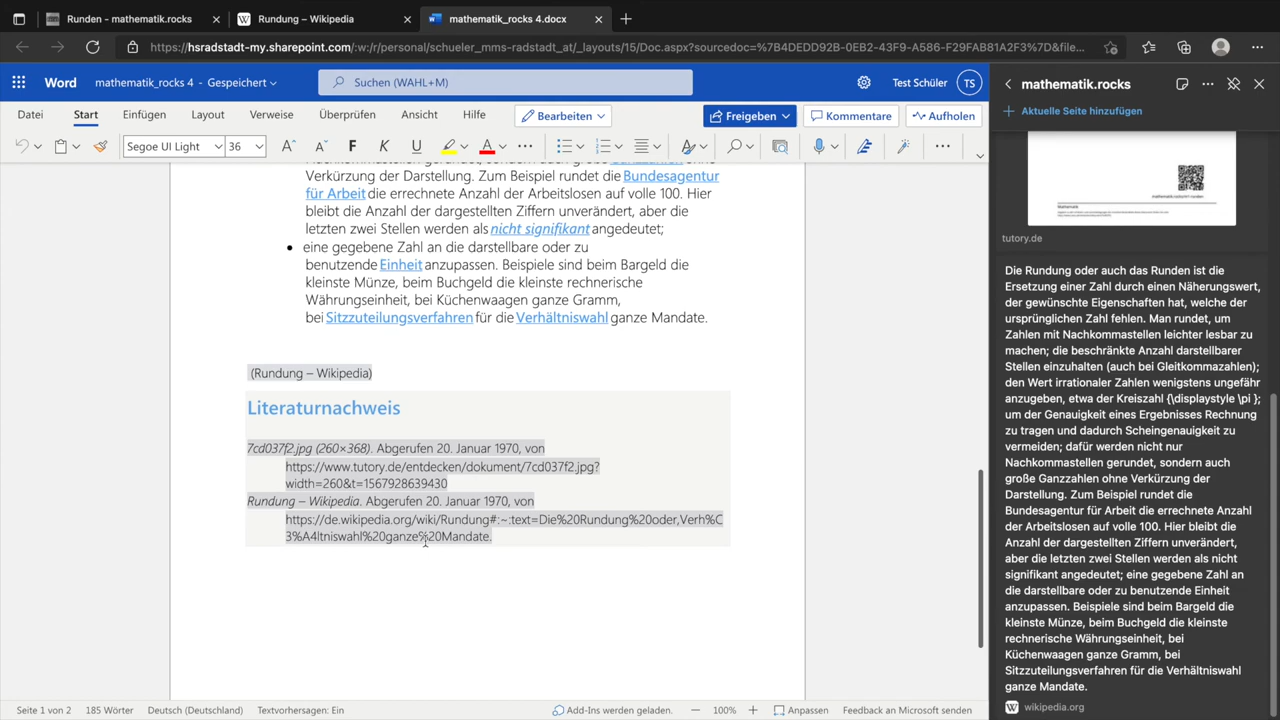 Runden - mathematik.rocks
Rundung – Wikipedia
mathematik_rocks 4.docx
https://hsradstadt-my.sharepoint.com/:w:/r/personal/schueler_mms-radstadt_at/_layouts/15/Doc.aspx?sourcedoc=%7B4DEDD92B-0EB2-43F9-A586-F29FAB81A2F3%7D&file...
Word
mathematik_rocks 4 - Gespeichert
Suchen (WAHL+M)
Test Schüler
TS
Datei
Start
Einfügen
Layout
Verweise
Überprüfen
Ansicht
Hilfe
Bearbeiten
Freigeben
Kommentare
Aufholen
Segoe UI Light
36
F
K
U
Verkürzung der Darstellung. Zum Beispiel rundet die Bundesagentur
für Arbeit die errechnete Anzahl der Arbeitslosen auf volle 100. Hier
bleibt die Anzahl der dargestellten Ziffern unverändert, aber die
letzten zwei Stellen werden als nicht signifikant angedeutet;
• eine gegebene Zahl an die darstellbare oder zu
benutzende Einheit anzupassen. Beispiele sind beim Bargeld die
kleinste Münze, beim Buchgeld die kleinste rechnerische
Währungseinheit, bei Küchenwaagen ganze Gramm,
bei Sitzzuteilungsverfahren für die Verhältniswahl ganze Mandate.
(Rundung – Wikipedia)
Literaturnachweis
7cd037f2.jpg (260×368). Abgerufen 20. Januar 1970, von
https://www.tutory.de/entdecken/dokument/7cd037f2.jpg?
width=260&t=1567928639430
Rundung – Wikipedia. Abgerufen 20. Januar 1970, von
https://de.wikipedia.org/wiki/Rundung#:~:text=Die%20Rundung%20oder,Verh%C
3%A4ltniswahl%20ganze%20Mandate.
Seite 1 von 2
185 Wörter
Deutsch (Deutschland)
Textvorhersagen: Ein
Add-Ins werden geladen.
100%
Anpassen
Feedback an Microsoft senden
mathematik.rocks
Aktuelle Seite hinzufügen
tutory.de
Die Rundung oder auch das Runden ist die
Ersetzung einer Zahl durch einen Näherungswert,
der gewünschte Eigenschaften hat, welche der
ursprünglichen Zahl fehlen. Man rundet, um
Zahlen mit Nachkommastellen leichter lesbar zu
machen; die beschränkte Anzahl darstellbarer
Stellen einzuhalten (auch bei Gleitkommazahlen);
den Wert irrationaler Zahlen wenigstens ungefähr
anzugeben, etwa der Kreiszahl {\displaystyle \pi };
um der Genauigkeit eines Ergebnisses Rechnung
zu tragen und dadurch Scheingenauigkeit zu
vermeiden; dafür werden nicht nur
Nachkommastellen gerundet, sondern auch
große Ganzzahlen ohne Verkürzung der
Darstellung. Zum Beispiel rundet die
Bundesagentur für Arbeit die errechnete Anzahl
der Arbeitslosen auf volle 100. Hier bleibt die
Anzahl der dargestellten Ziffern unverändert,
aber die letzten zwei Stellen werden als nicht
signifikant angedeutet; eine gegebene Zahl an
die darstellbare oder zu benutzende Einheit
anzupassen. Beispiele sind beim Bargeld die
kleinste Münze, beim Buchgeld die kleinste
rechnerische Währungseinheit, bei
Küchenwaagen ganze Gramm, bei
Sitzzuteilungsverfahren für die Verhältniswahl
ganze Mandate.
W wikipedia.org